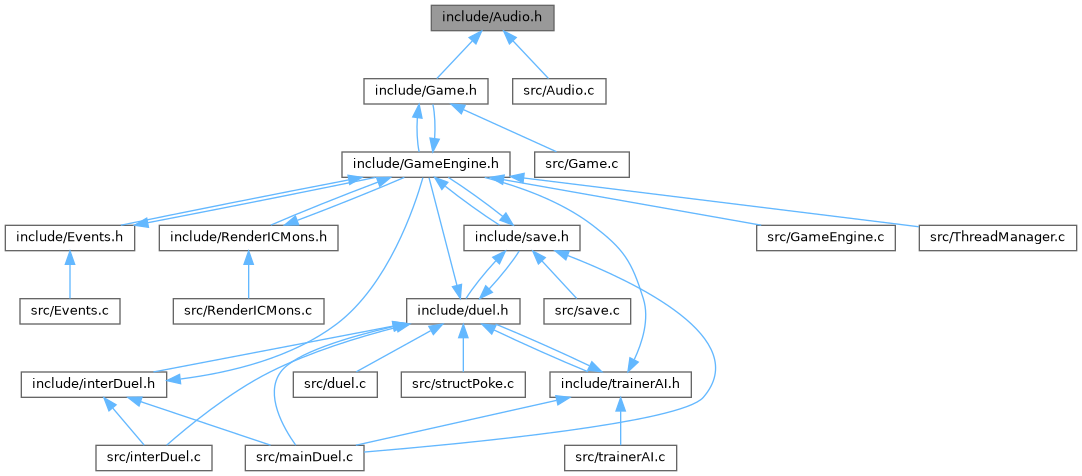 include/Audio.h
include/Game.h
src/Audio.c
include/GameEngine.h
src/Game.c
include/Events.h
include/RenderICMons.h
include/save.h
src/GameEngine.c
src/ThreadManager.c
src/Events.c
src/RenderICMons.c
include/duel.h
src/save.c
include/interDuel.h
src/duel.c
src/structPoke.c
include/trainerAI.h
src/interDuel.c
src/mainDuel.c
src/trainerAI.c